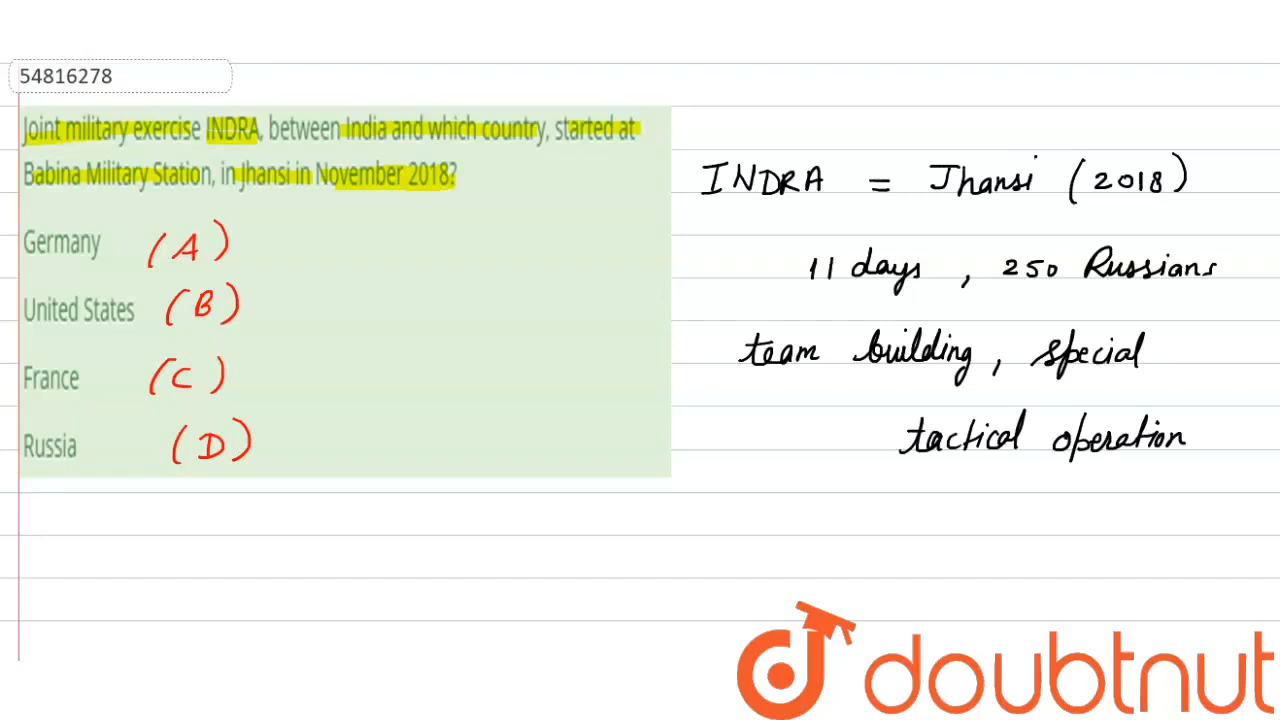 54816278
Joint military exercise INDRA, between India and which country, started at
Babina Military Station, in Jhansi in November 2018?
Germany (A)
United States (B)
France (C)
Russia (D)
INDRA = Jhansi (2018)
11 days, 250 Russians
team building, special
tactical operation
doubtnut